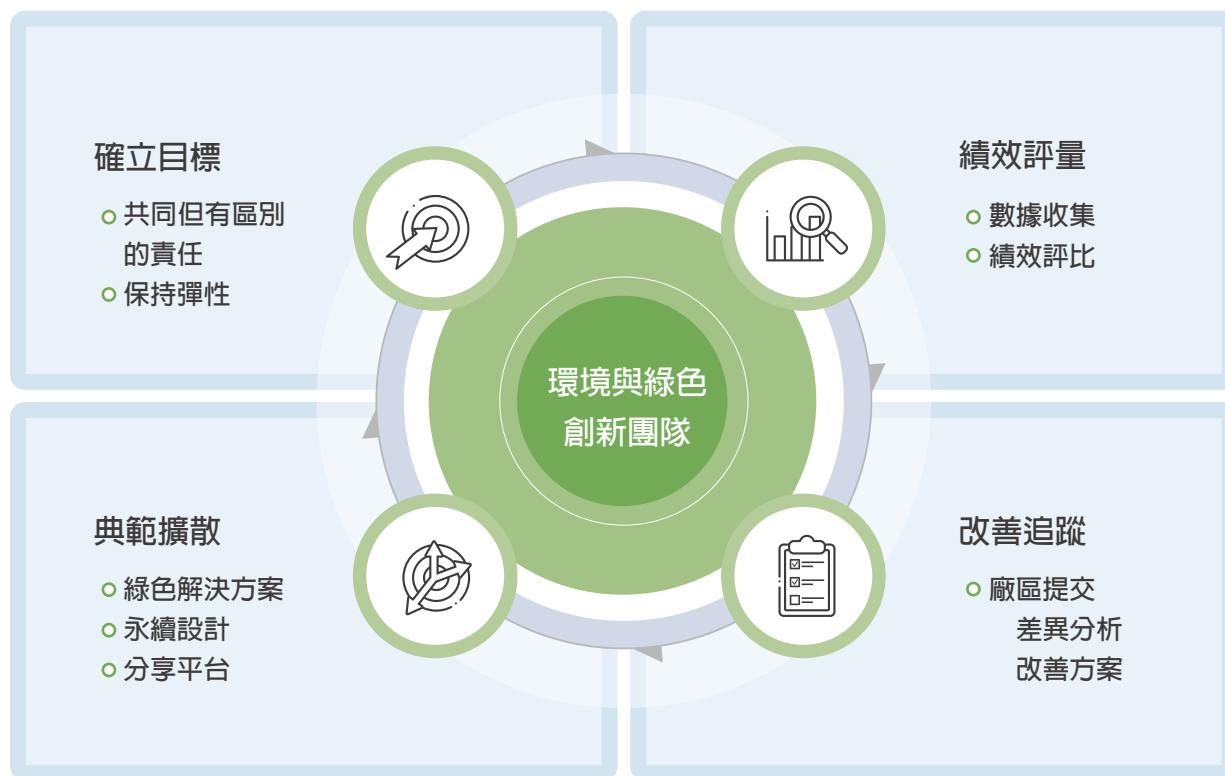 確立目標
共同但有區別
的責任
保持彈性
績效評量
數據收集
績效評比
環境與綠色
創新團隊
典範擴散
綠色解決方案
永續設計
分享平台
改善追蹤
廠區提交
差異分析
改善方案